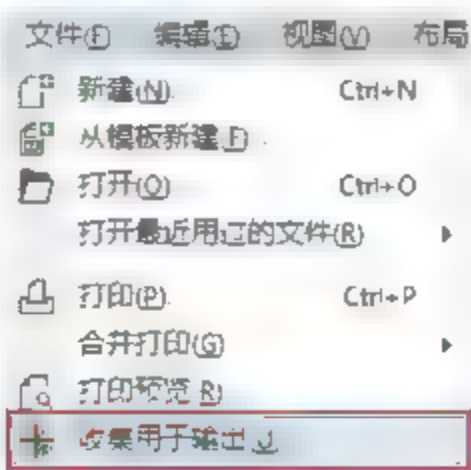 文件(F) 编辑(E) 视图(V) 布局
新建(N)... Ctrl+N
从模板新建(F)...
打开(O)... Ctrl+O
打开最近用过的文件(R)
打印(P)... Ctrl+P
合并打印(G)
打印预览(R)...
收集用于输出(U)...